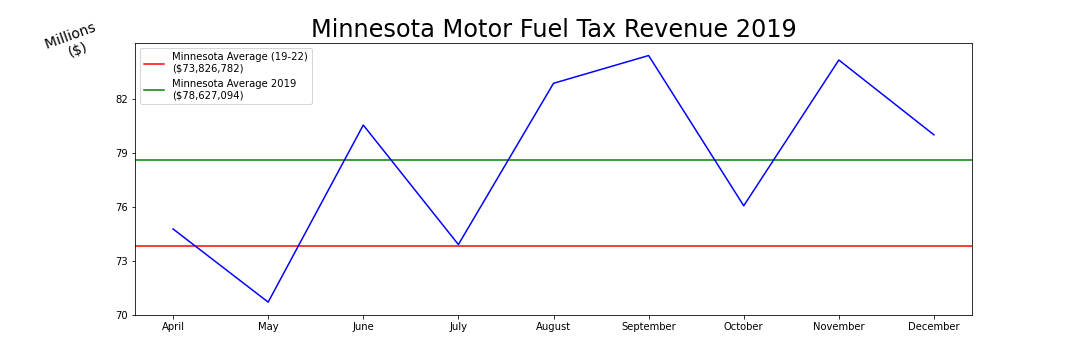 Minnesota Motor Fuel Tax Revenue 2019
Millions
($)
Minnesota Average (19-22)
($73,826,782)
Minnesota Average 2019
($78,627,094)
82
79
76
73
70
April May June July August September October November December